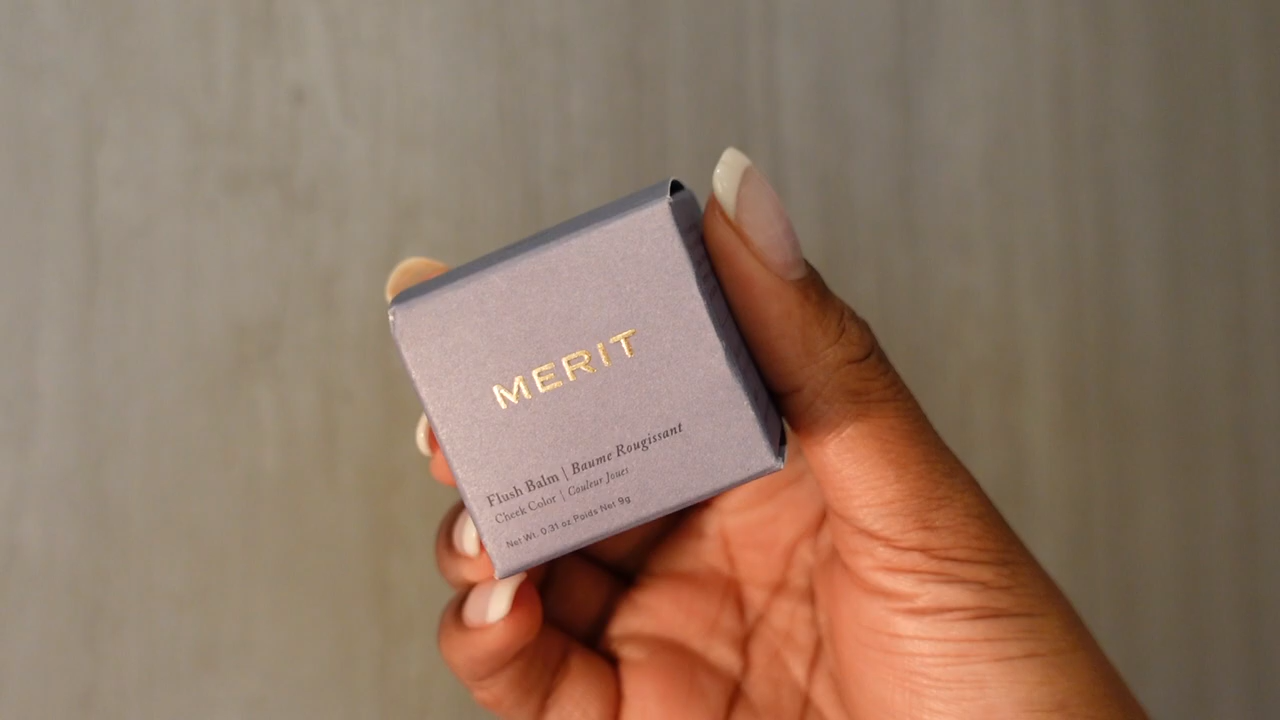 MERIT
Flush Balm | Baume Rougissant
Cheek Color | Couleur Joues
Net Wt. 0.31 oz Poids Net 9g